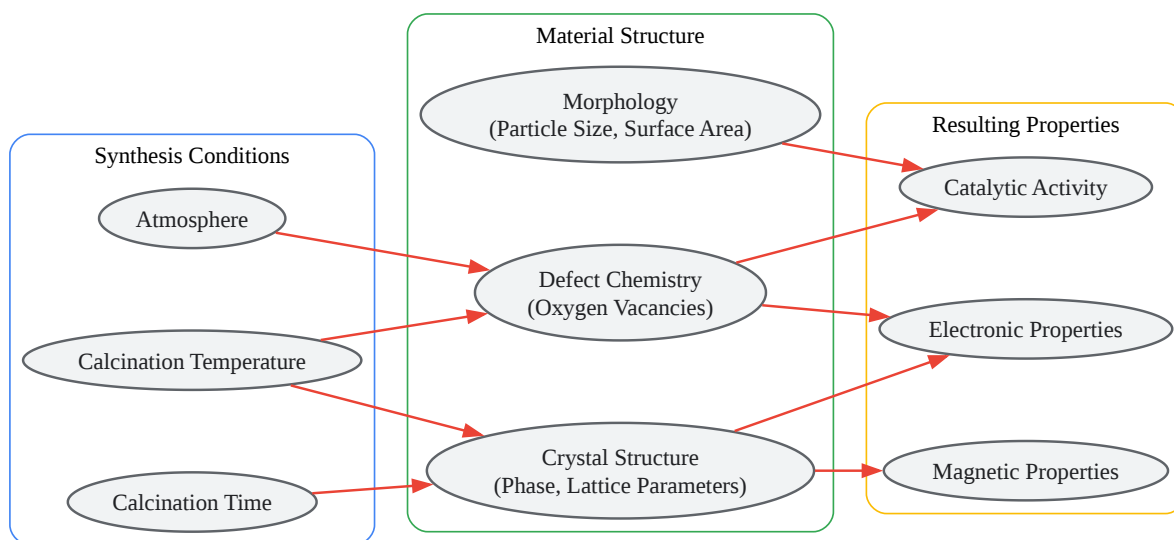 Synthesis Conditions
Atmosphere
Calcination Temperature
Calcination Time
Material Structure
Morphology
(Particle Size, Surface Area)
Defect Chemistry
(Oxygen Vacancies)
Crystal Structure
(Phase, Lattice Parameters)
Resulting Properties
Catalytic Activity
Electronic Properties
Magnetic Properties